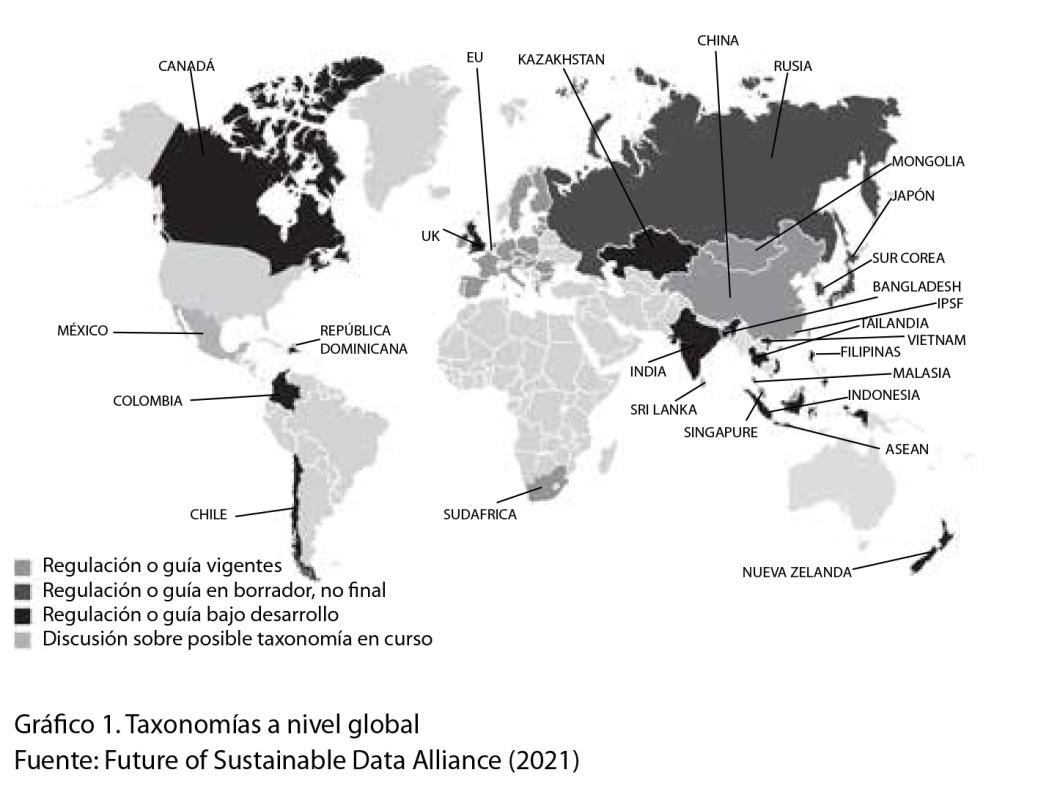 CHINA
EU
KAZAKHSTAN
CANADÁ
RUSIA
MONGOLIA
JAPÓN
UK
SUR COREA
BANGLADESH
IPSF
TAILANDIA
MÉXICO
REPÚBLICA
DOMINICANA
VIETNAM
FILIPINAS
INDIA
MALASIA
COLOMBIA
SRI LANKA
INDONESIA
SINGAPURE
ASEAN
CHILE
SUDAFRICA
NUEVA ZELANDA
Regulación o guía vigentes
Regulación o guía en borrador, no final
Regulación o guía bajo desarrollo
Discusión sobre posible taxonomía en curso
Gráfico 1. Taxonomías a nivel global
Fuente: Future of Sustainable Data Alliance (2021)